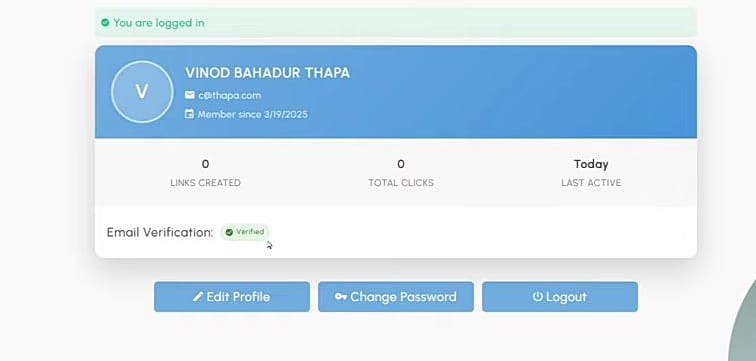 You are logged in
V
VINOD BAHADUR THAPA
c@thapa.com
Member since 3/19/2025
0
LINKS CREATED
0
TOTAL CLICKS
Today
LAST ACTIVE
Email Verification: Verified
Edit Profile
Change Password
Logout